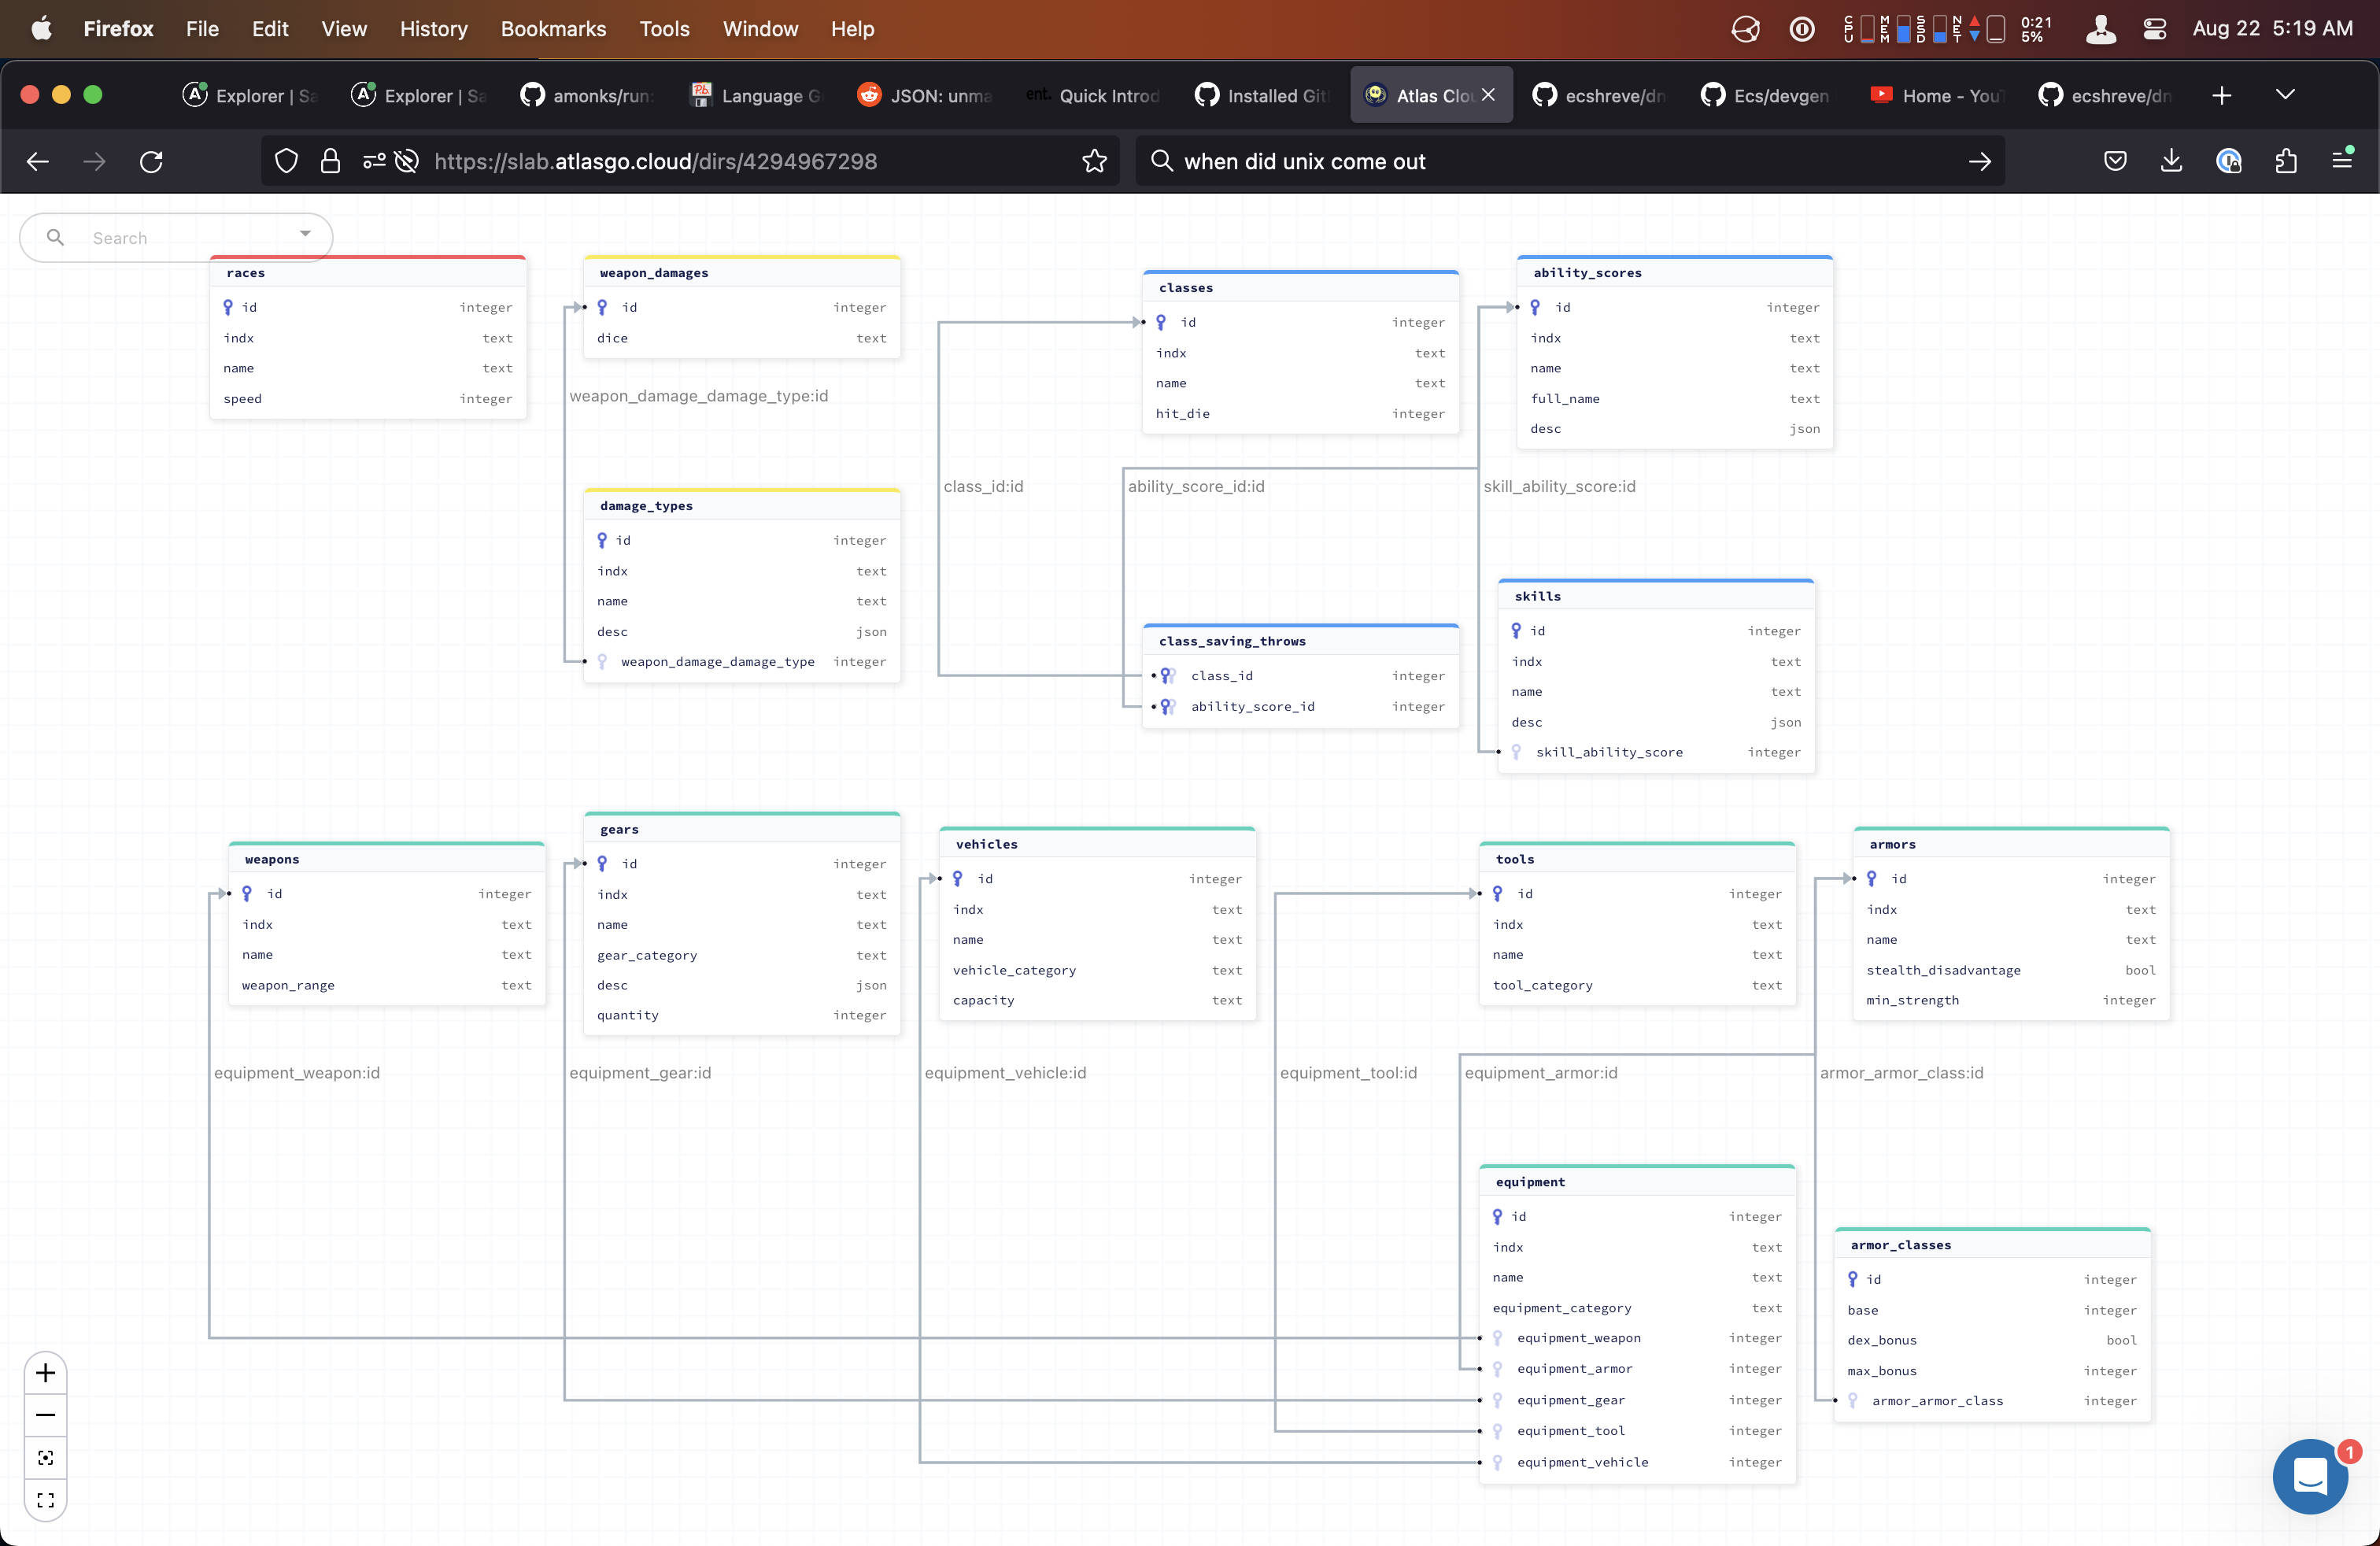 Firefox File Edit View History Bookmarks Tools Window Help
CPU MEM SSD NET 0:21 5% Aug 22 5:19 AM
Explorer | Sa Explorer | Sa amonks/run: Language G JSON: unma ent. Quick Introd Installed Git Atlas Clou ecshreve/dn Ecs/devgen Home - YouT ecshreve/dn
https://slab.atlasgo.cloud/dirs/4294967298 when did unix come out
Search
races
id integer
indx text
name text
speed integer
weapon_damages
id integer
dice text
weapon_damage_damage_type:id
damage_types
id integer
indx text
name text
desc json
weapon_damage_damage_type integer
classes
id integer
indx text
name text
hit_die integer
class_id:id
ability_score_id:id
class_saving_throws
class_id integer
ability_score_id integer
ability_scores
id integer
indx text
name text
full_name text
desc json
skill_ability_score:id
skills
id integer
indx text
name text
desc json
skill_ability_score integer
weapons
id integer
indx text
name text
weapon_range text
gears
id integer
indx text
name text
gear_category text
desc json
quantity integer
vehicles
id integer
indx text
name text
vehicle_category text
capacity text
tools
id integer
indx text
name text
tool_category text
armors
id integer
indx text
name text
stealth_disadvantage bool
min_strength integer
equipment_weapon:id equipment_gear:id equipment_vehicle:id equipment_tool:id equipment_armor:id armor_armor_class:id
equipment
id integer
indx text
name text
equipment_category text
equipment_weapon integer
equipment_armor integer
equipment_gear integer
equipment_tool integer
equipment_vehicle integer
armor_classes
id integer
base integer
dex_bonus bool
max_bonus integer
armor_armor_class integer
1